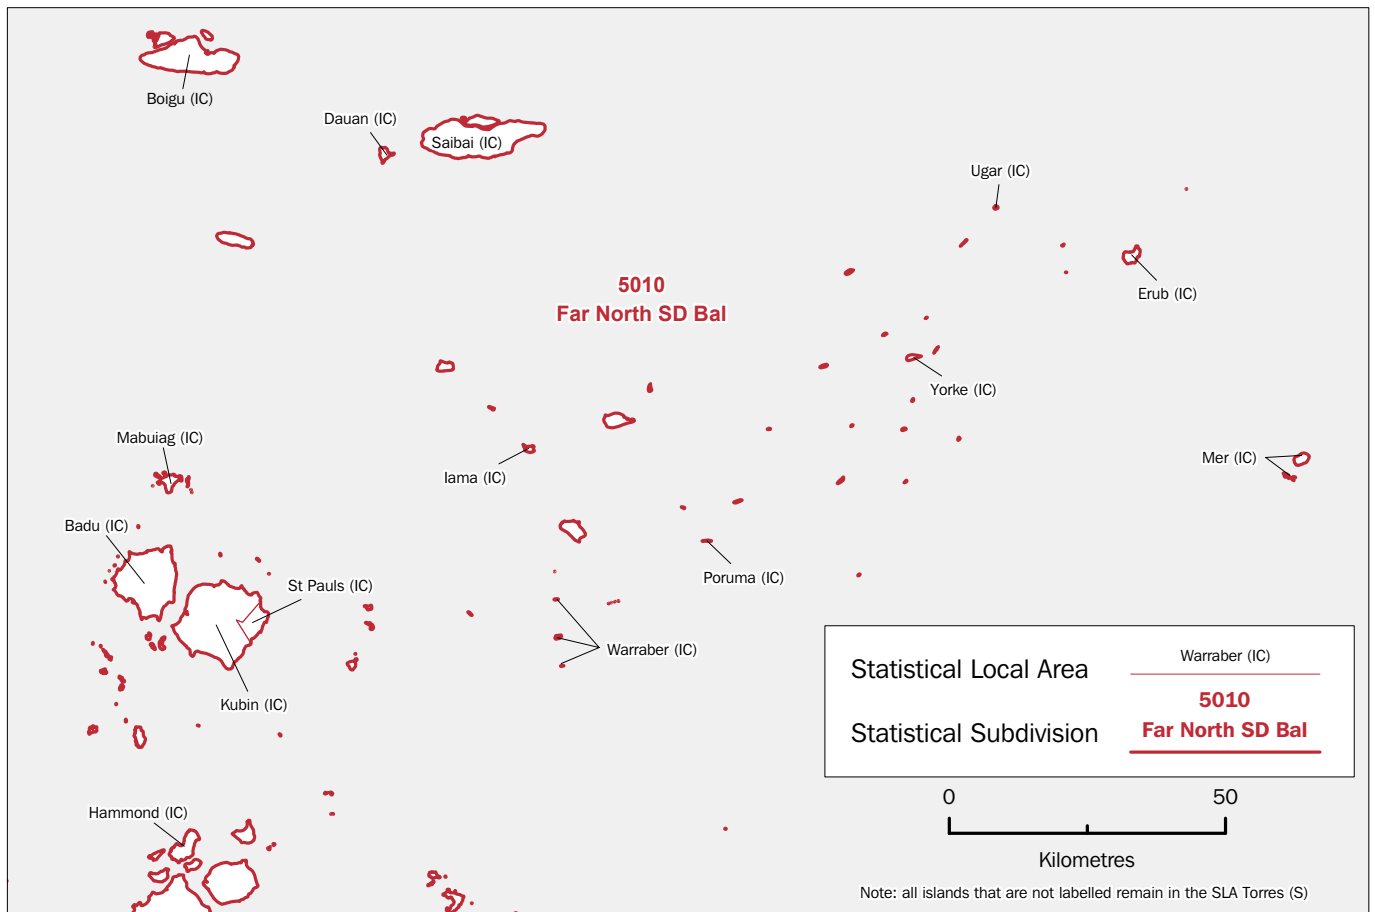 Boigu (IC)
Dauan (IC)
Saibai (IC)
Ugar (IC)
Erub (IC)
5010
Far North SD Bal
Yorke (IC)
Mabuiag (IC)
Iama (IC)
Mer (IC)
Badu (IC)
Poruma (IC)
St Pauls (IC)
Warraber (IC)
Kubin (IC)
Hammond (IC)
Statistical Local Area
Warraber (IC)
Statistical Subdivision
5010
Far North SD Bal
0 50
Kilometres
Note: all islands that are not labelled remain in the SLA Torres (S)